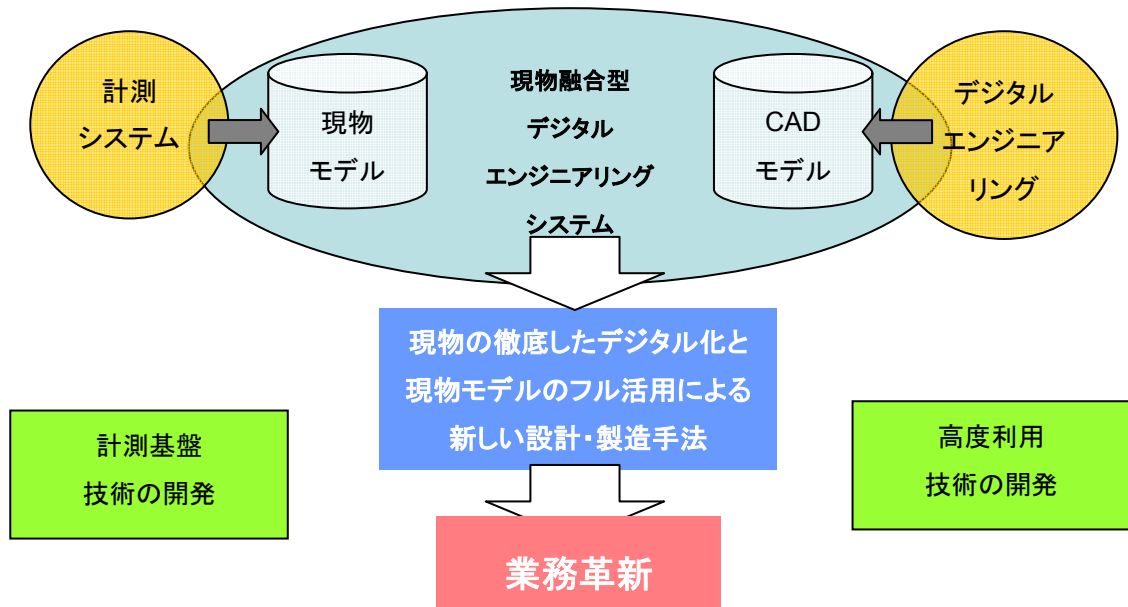 計測
システム
現物
モデル
現物融合型
デジタル
エンジニアリング
システム
CAD
モデル
デジタル
エンジニア
リング
現物の徹底したデジタル化と
現物モデルのフル活用による
新しい設計・製造手法
計測基盤
技術の開発
高度利用
技術の開発
業務革新